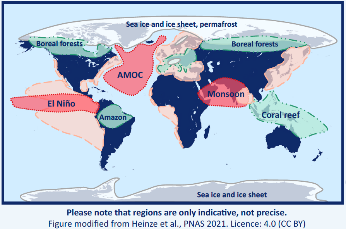 Sea ice and ice sheet, permafrost
Boreal forests
Boreal forests
AMOC
El Niño
Monsoon
Amazon
Coral reef
Sea ice and ice sheet
Please note that regions are only indicative, not precise.
Figure modified from Heinze et al., PNAS 2021. Licence: 4.0 (CC BY)